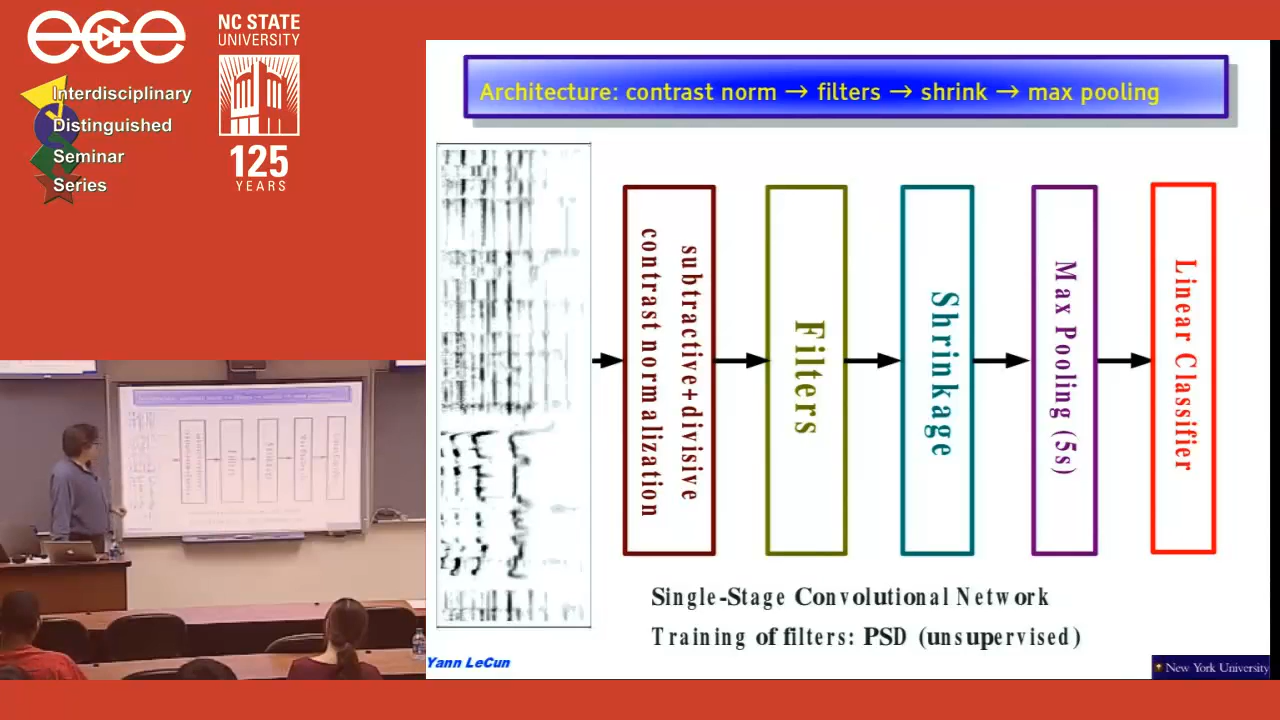 ece
NC STATE
UNIVERSITY
125
YEARS
Interdisciplinary
Distinguished
Seminar
Series
Architecture: contrast norm → filters → shrink → max pooling
subtractive+divisive
contrast normalization
Filters
Shrinkage
Max Pooling (5s)
Linear Classifier
Single-Stage Convolutional Network
Training of filters: PSD (unsupervised)
Yann LeCun
New York University